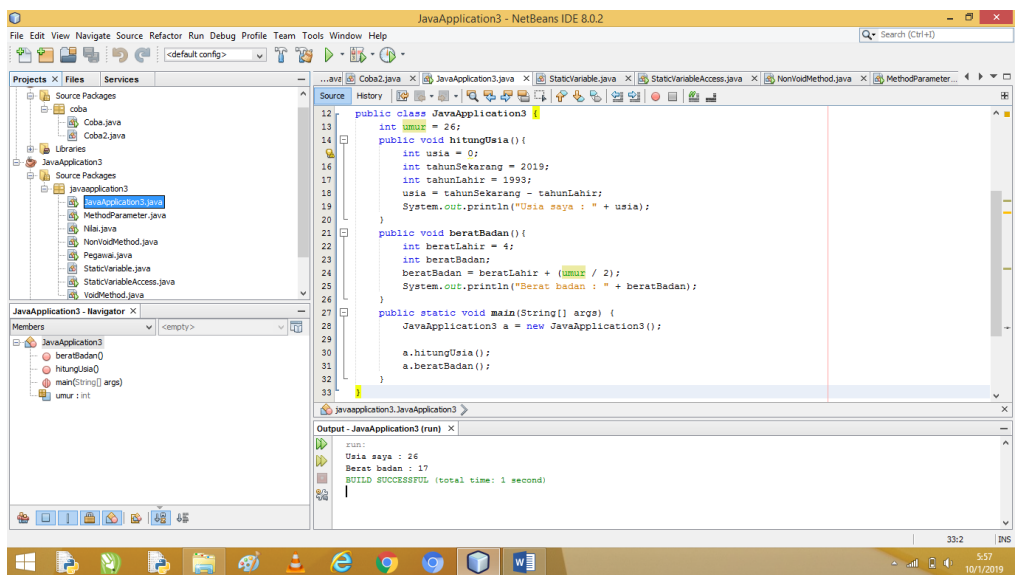 JavaApplication3 - NetBeans IDE 8.0.2
File Edit View Navigate Source Refactor Run Debug Profile Team Tools Window Help
Search (Ctrl+I)
<default config>
Projects Files Services
Source Packages
coba
Coba.java
Coba2.java
Libraries
JavaApplication3
Source Packages
javaapplication3
JavaApplication3.java
MethodParameter.java
Nilai.java
NonVoidMethod.java
Pegawai.java
StaticVariable.java
StaticVariableAccess.java
VoidMethod.java
JavaApplication3 - Navigator
Members <empty>
JavaApplication3
beratBadan()
hitungUsia()
main(String[] args)
umur : int
...ava Coba2.java JavaApplication3.java StaticVariable.java StaticVariableAccess.java NonVoidMethod.java MethodParameter...
Source History
12 public class JavaApplication3 {
13 int umur = 26;
14 public void hitungUsia(){
int usia = 0;
16 int tahunSekarang = 2019;
17 int tahunLahir = 1993;
18 usia = tahunSekarang - tahunLahir;
19 System.out.println("Usia saya : " + usia);
20 }
21 public void beratBadan(){
22 int beratLahir = 4;
23 int beratBadan;
24 beratBadan = beratLahir + (umur / 2);
25 System.out.println("Berat badan : " + beratBadan);
26 }
27 public static void main(String[] args) {
28 JavaApplication3 a = new JavaApplication3();
29
30 a.hitungUsia();
31 a.beratBadan();
32 }
33 }
javaapplication3.JavaApplication3
Output - JavaApplication3 (run)
run:
Usia saya : 26
Berat badan : 17
BUILD SUCCESSFUL (total time: 1 second)
33:2 INS
5:57
10/1/2019